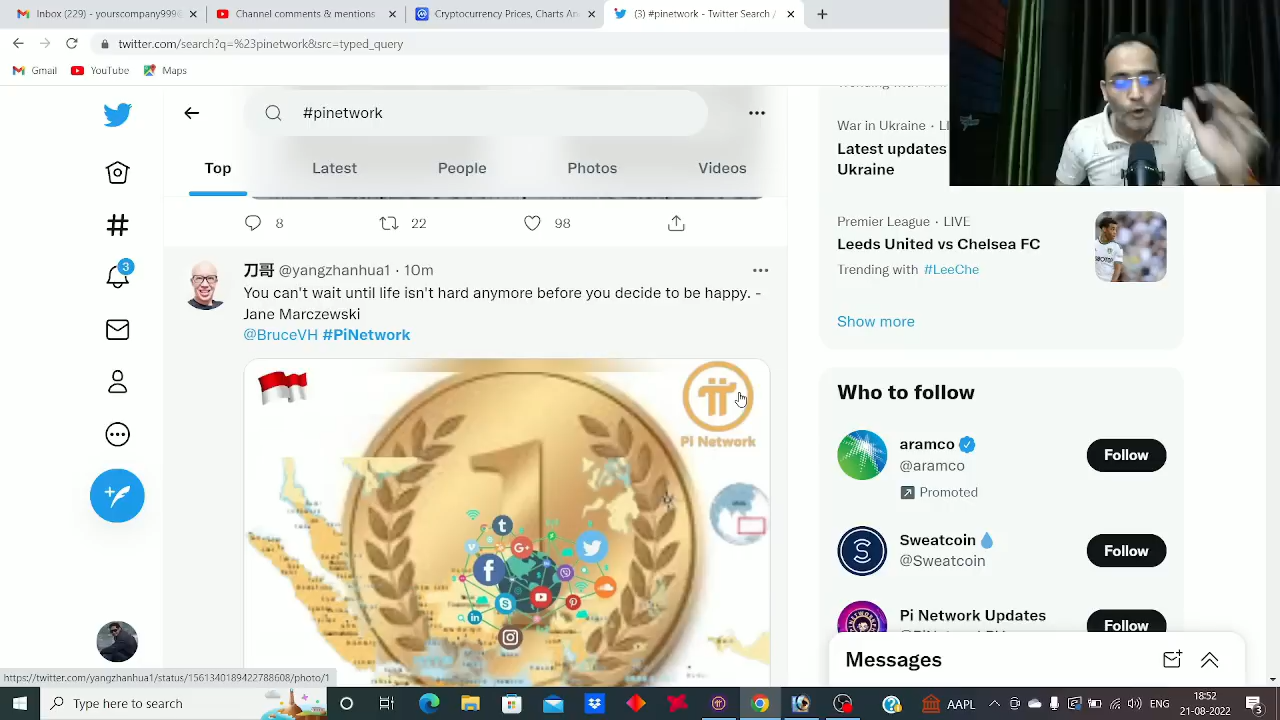 Inbox (200) - yoursompany999
YouTube Comments & mentions -
Cryptocurrency Prices, Charts An
(3) #pinetwork - Twitter Search /
twitter.com/search?q=%23pinetwork&src=typed_query
Gmail
YouTube
Maps
#pinetwork
Top
Latest
People
Photos
Videos
8
22
98
刀哥 @yangzhanhua1 · 10m
You can't wait until life isn't hard anymore before you decide to be happy. -
Jane Marczewski
@BruceVH #PiNetwork
Pi Network
3
War in Ukraine · LI
Latest updates
Ukraine
Premier League · LIVE
Leeds United vs Chelsea FC
Trending with #LeeChe
Show more
Who to follow
aramco
@aramco
Promoted
Follow
Sweatcoin
@Sweatcoin
Follow
Pi Network Updates
Follow
Messages
https://twitter.com/yangzhanhua1/status/1561340189422788608/photo/1
Type here to search
AAPL
ENG
18:52
21-08-2022